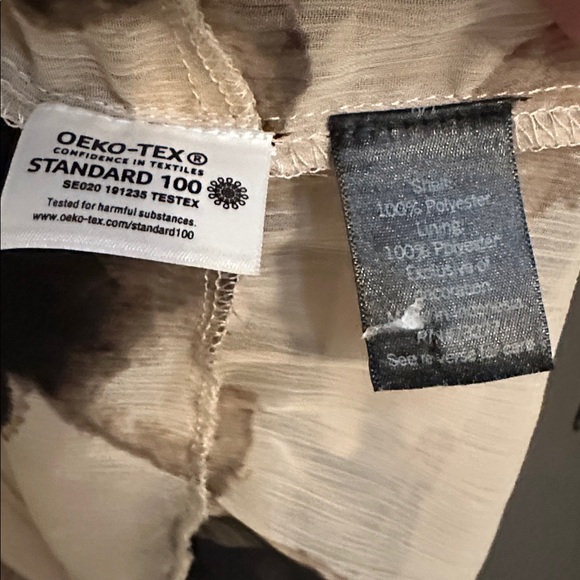 OEKO-TEX®
CONFIDENCE IN TEXTILES
STANDARD 100
SE020 191235 TESTEX
Tested for harmful substances.
www.oeko-tex.com/standard100
Shell:
100% Polyester
Lining:
100% Polyester
Exclusive of
Decoration
See reverse for care